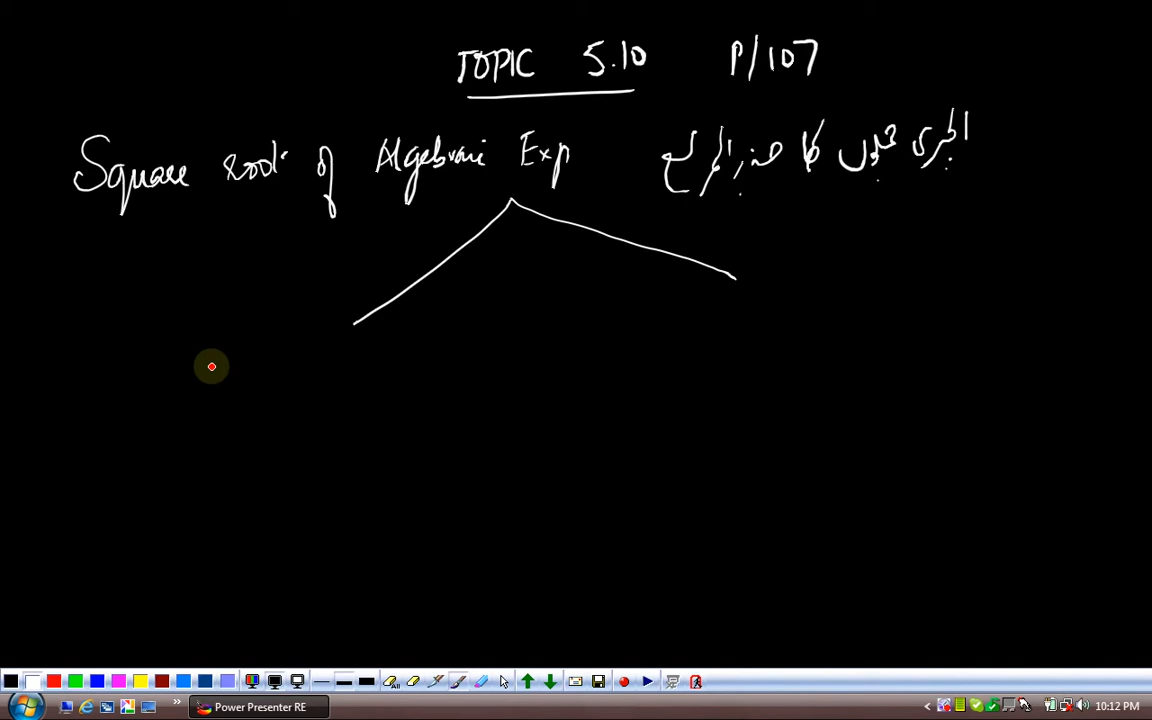 TOPIC 5.10 P/107
Square root of Algebraic Exp الجبری جملوں کا جذرالمربع
Power Presenter RE
10:12 PM